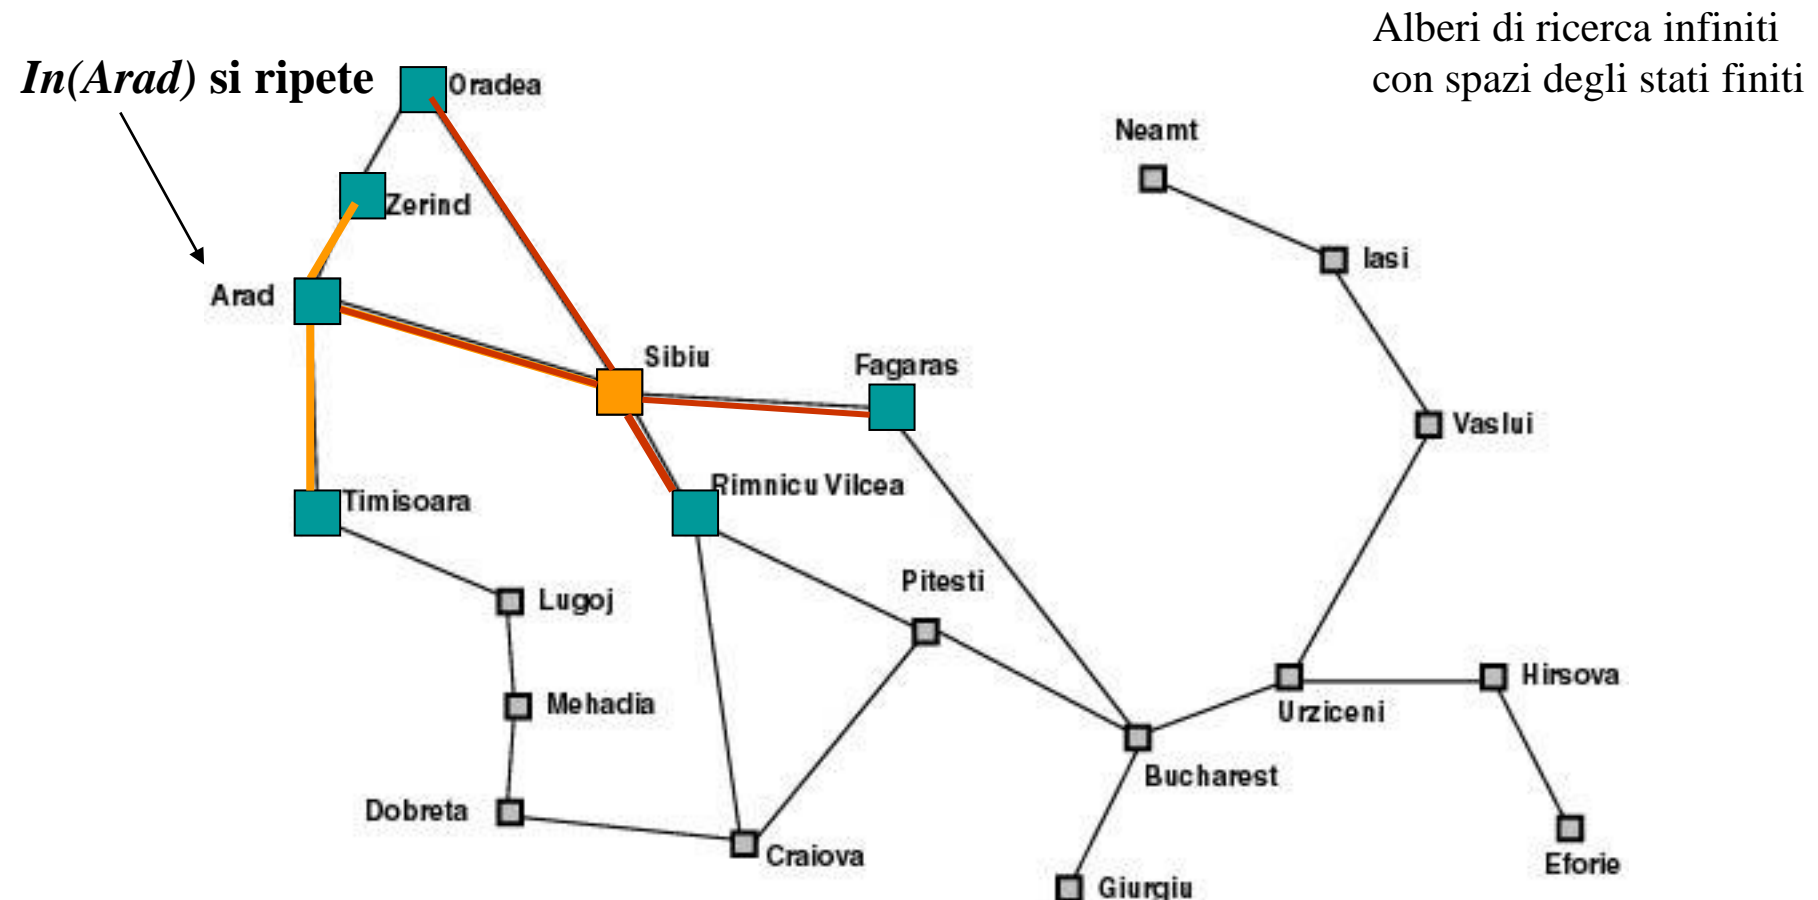 Alberi di ricerca infiniti
con spazi degli stati finiti
In(Arad) si ripete
Oradea
Neamt
Zerind
Iasi
Arad
Sibiu
Fagaras
Vaslui
Rimnicu Vilcea
Timisoara
Pitesti
Lugoj
Hirsova
Mehadia
Urziceni
Bucharest
Dobreta
Craiova
Eforie
Giurgiu